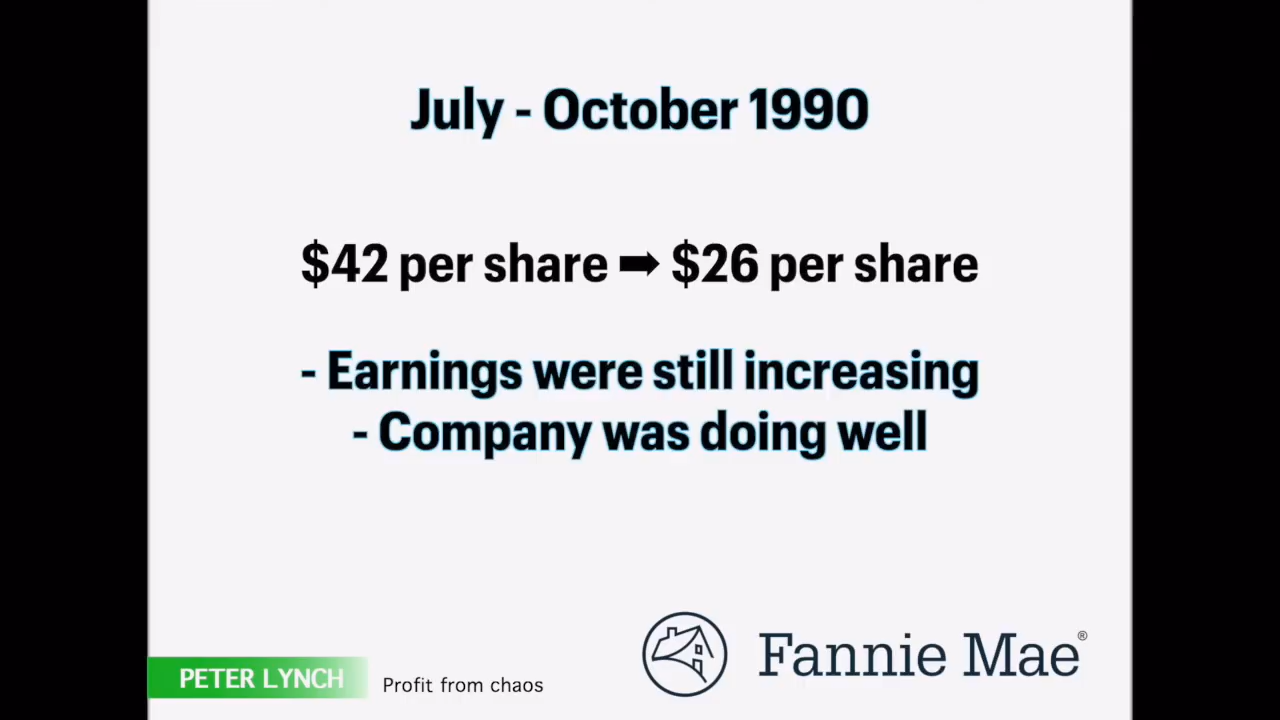 July - October 1990
$42 per share ➡ $26 per share
- Earnings were still increasing
- Company was doing well
PETER LYNCH
Profit from chaos
Fannie Mae®